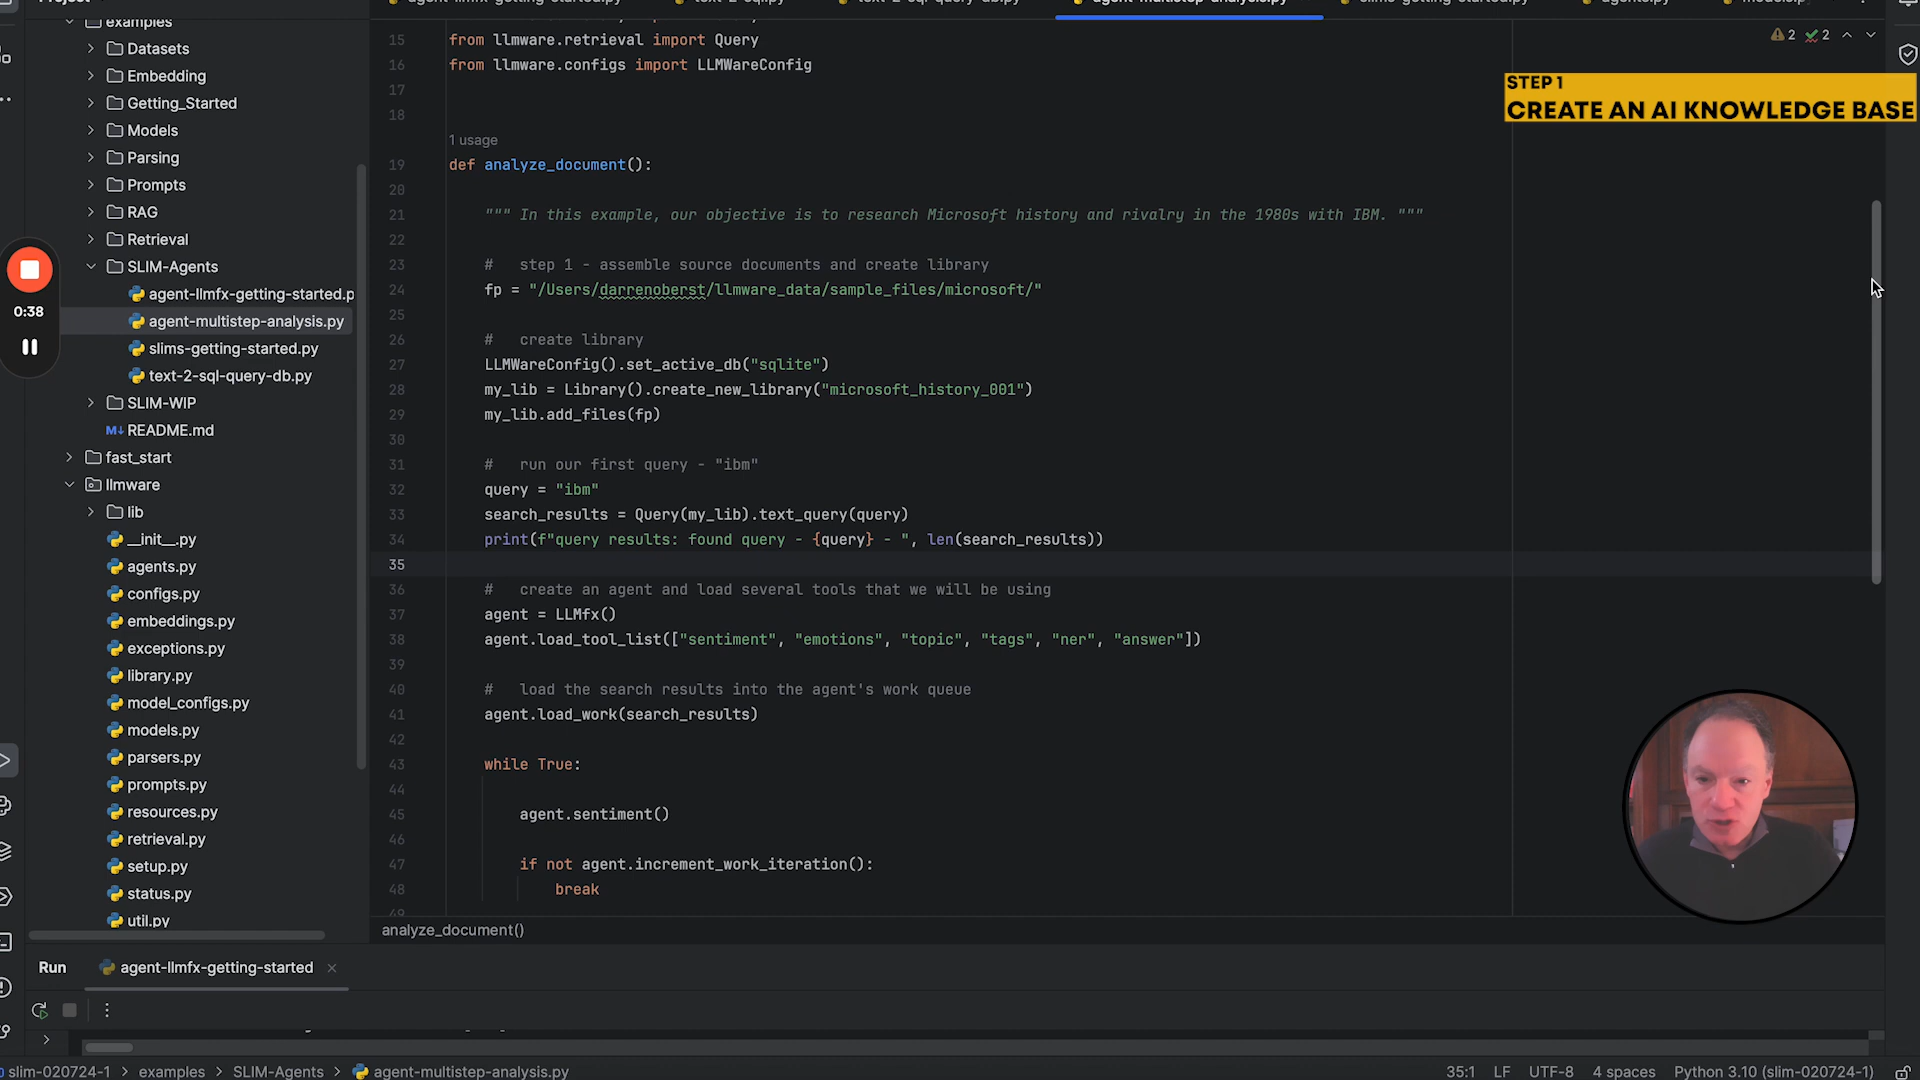 examples
Datasets
Embedding
Getting_Started
Models
Parsing
Prompts
RAG
Retrieval
SLIM-Agents
agent-llmfx-getting-started.p
agent-multistep-analysis.py
slims-getting-started.py
text-2-sql-query-db.py
SLIM-WIP
README.md
fast_start
llmware
lib
__init__.py
agents.py
configs.py
embeddings.py
exceptions.py
library.py
model_configs.py
models.py
parsers.py
prompts.py
resources.py
retrieval.py
setup.py
status.py
util.py
0:38
15 from llmware.retrieval import Query
16 from llmware.configs import LLMWareConfig
17
18
1 usage
19 def analyze_document():
20
21 """ In this example, our objective is to research Microsoft history and rivalry in the 1980s with IBM. """
22
23 # step 1 - assemble source documents and create library
24 fp = "/Users/darrenoberst/llmware_data/sample_files/microsoft/"
25
26 # create library
27 LLMWareConfig().set_active_db("sqlite")
28 my_lib = Library().create_new_library("microsoft_history_001")
29 my_lib.add_files(fp)
30
31 # run our first query - "ibm"
32 query = "ibm"
33 search_results = Query(my_lib).text_query(query)
34 print(f"query results: found query - {query} - ", len(search_results))
35
36 # create an agent and load several tools that we will be using
37 agent = LLMfx()
38 agent.load_tool_list(["sentiment", "emotions", "topic", "tags", "ner", "answer"])
39
40 # load the search results into the agent's work queue
41 agent.load_work(search_results)
42
43 while True:
44
45 agent.sentiment()
46
47 if not agent.increment_work_iteration():
48 break
49
2 2
STEP 1
CREATE AN AI KNOWLEDGE BASE
analyze_document()
Run agent-llmfx-getting-started
slim-020724-1 > examples > SLIM-Agents > agent-multistep-analysis.py
35:1 LF UTF-8 4 spaces Python 3.10 (slim-020724-1)